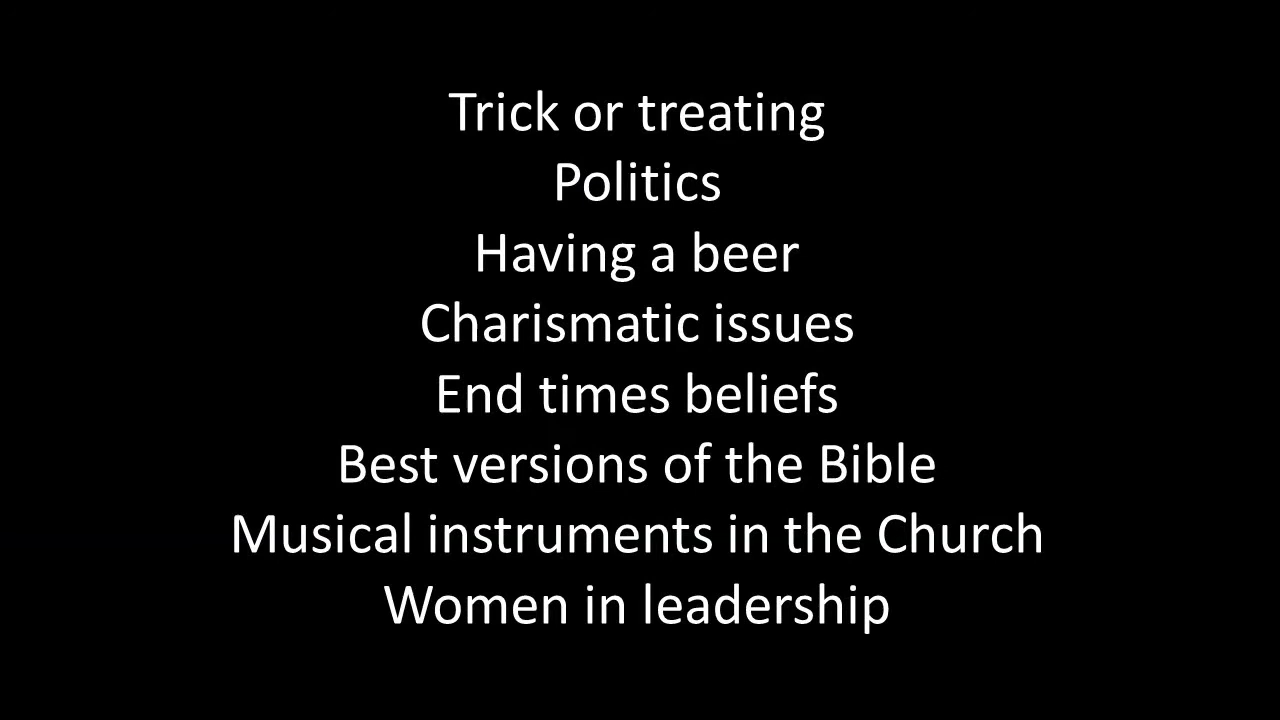 Trick or treating
Politics
Having a beer
Charismatic issues
End times beliefs
Best versions of the Bible
Musical instruments in the Church
Women in leadership